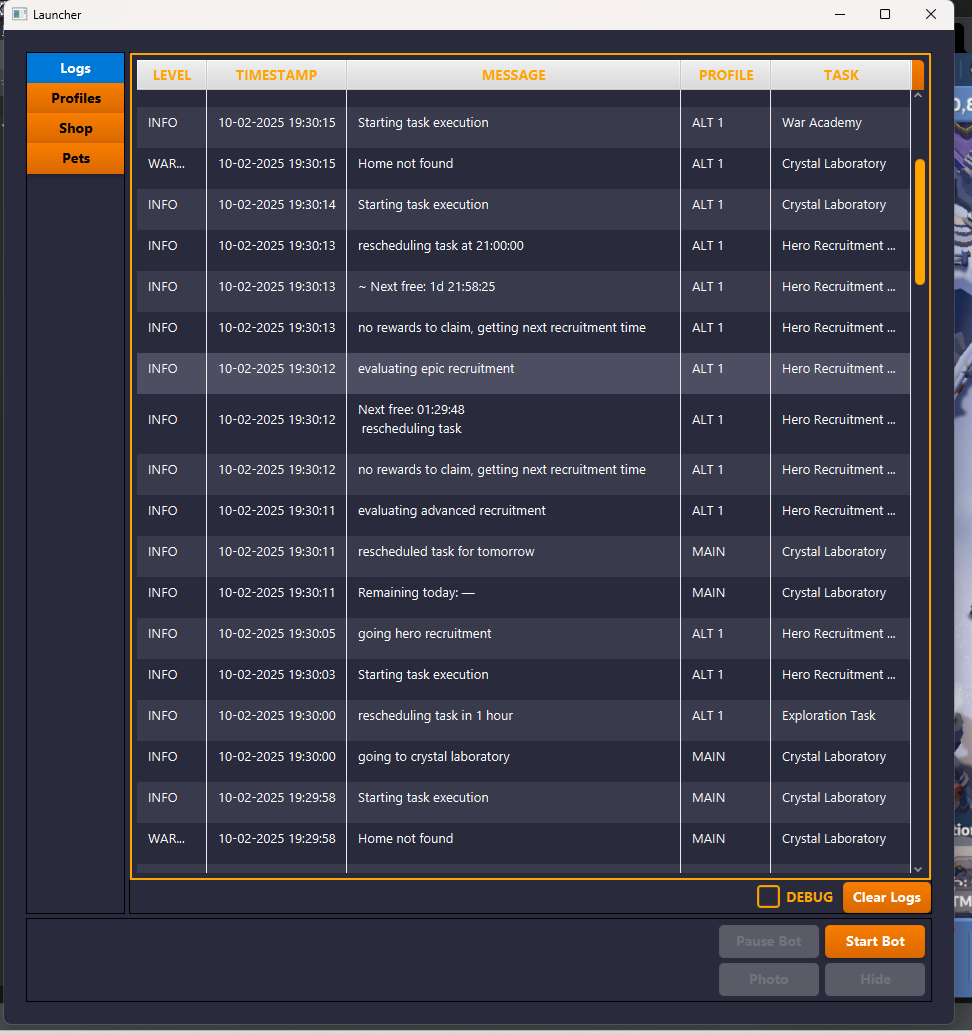 Launcher
Logs
Profiles
Shop
Pets
LEVEL TIMESTAMP MESSAGE PROFILE TASK
INFO 10-02-2025 19:30:15 Starting task execution ALT 1 War Academy
WAR... 10-02-2025 19:30:15 Home not found ALT 1 Crystal Laboratory
INFO 10-02-2025 19:30:14 Starting task execution ALT 1 Crystal Laboratory
INFO 10-02-2025 19:30:13 rescheduling task at 21:00:00 ALT 1 Hero Recruitment ...
INFO 10-02-2025 19:30:13 ~ Next free: 1d 21:58:25 ALT 1 Hero Recruitment ...
INFO 10-02-2025 19:30:13 no rewards to claim, getting next recruitment time ALT 1 Hero Recruitment ...
INFO 10-02-2025 19:30:12 evaluating epic recruitment ALT 1 Hero Recruitment ...
INFO 10-02-2025 19:30:12 Next free: 01:29:48 ALT 1 Hero Recruitment ...
rescheduling task
INFO 10-02-2025 19:30:12 no rewards to claim, getting next recruitment time ALT 1 Hero Recruitment ...
INFO 10-02-2025 19:30:11 evaluating advanced recruitment ALT 1 Hero Recruitment ...
INFO 10-02-2025 19:30:11 rescheduled task for tomorrow MAIN Crystal Laboratory
INFO 10-02-2025 19:30:11 Remaining today: — MAIN Crystal Laboratory
INFO 10-02-2025 19:30:05 going hero recruitment ALT 1 Hero Recruitment ...
INFO 10-02-2025 19:30:03 Starting task execution ALT 1 Hero Recruitment ...
INFO 10-02-2025 19:30:00 rescheduling task in 1 hour ALT 1 Exploration Task
INFO 10-02-2025 19:30:00 going to crystal laboratory MAIN Crystal Laboratory
INFO 10-02-2025 19:29:58 Starting task execution MAIN Crystal Laboratory
WAR... 10-02-2025 19:29:58 Home not found MAIN Crystal Laboratory
DEBUG Clear Logs
Pause Bot Start Bot
Photo Hide